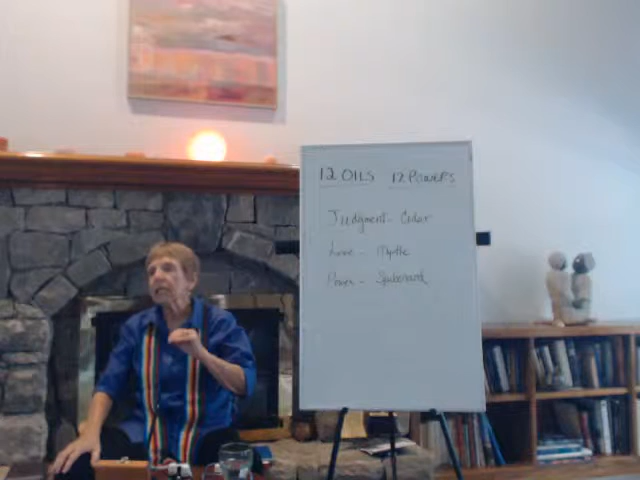 12 OILS 12 POWERS
Judgment - Cedar
Love - Myrtle
Power - Spikenard